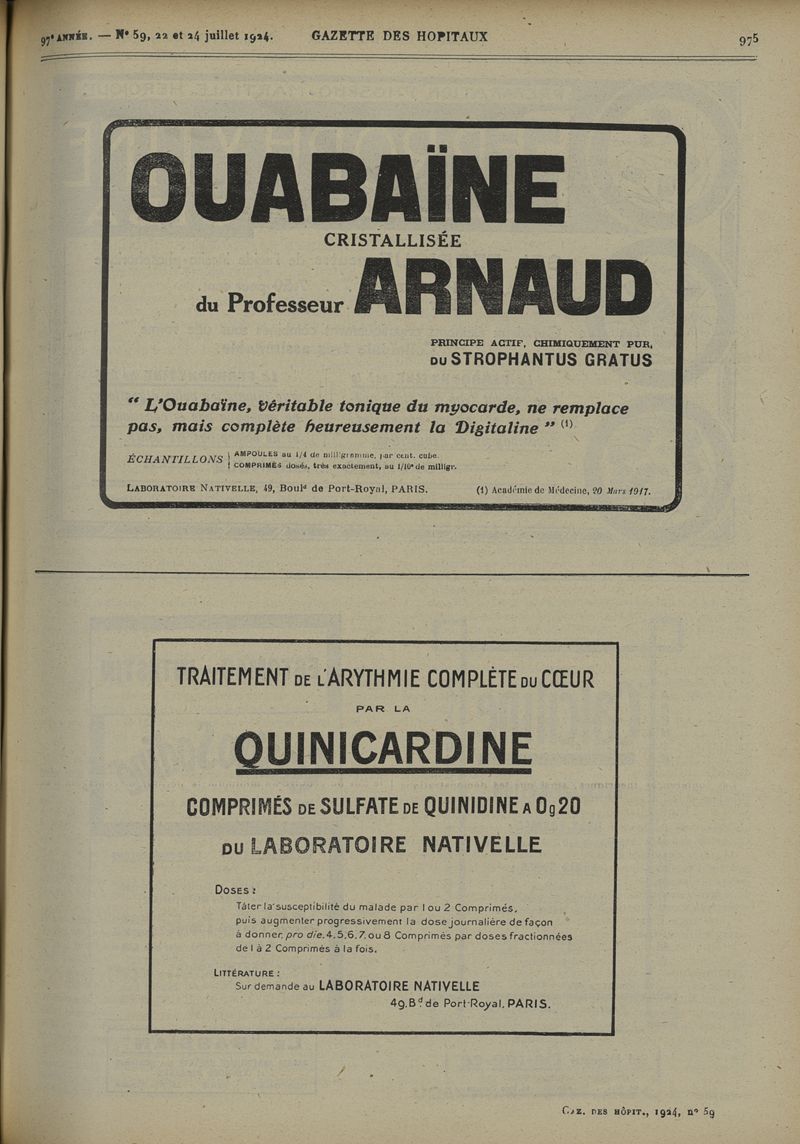 97e ANNÉE. — No 59, 22 et 24 juillet 1924. GAZETTE DES HOPITAUX 975
OUABAÏNE
CRISTALLISÉE
du Professeur ARNAUD
PRINCIPE ACTIF, CHIMIQUEMENT PUR,
DU STROPHANTUS GRATUS
“ L'Ouabaïne, véritable tonique du myocarde, ne remplace
pas, mais complète heureusement la Digitaline ” (1)
ÉCHANTILLONS
AMPOULES au 1/4 de milligramme, par cent. cube.
COMPRIMÉS dosés, très exactement, au 1/10e de milligr.
LABORATOIRE NATIVELLE, 49, Bould de Port-Royal, PARIS. (1) Académie de Médecine, 20 Mars 1917.
TRAITEMENT DE L'ARYTHMIE COMPLÈTE DU CŒUR
PAR LA
QUINICARDINE
COMPRIMÉS DE SULFATE DE QUINIDINE A 0g20
DU LABORATOIRE NATIVELLE
DOSES :
Tâter la susceptibilité du malade par 1 ou 2 Comprimés,
puis augmenter progressivement la dose journalière de façon
à donner, pro die, 4, 5, 6, 7, ou 8 Comprimés par doses fractionnées
de 1 à 2 Comprimés à la fois.
LITTÉRATURE :
Sur demande au LABORATOIRE NATIVELLE
49, Bd de Port-Royal, PARIS.
GAZ. DES HÔPIT., 1924, no 59